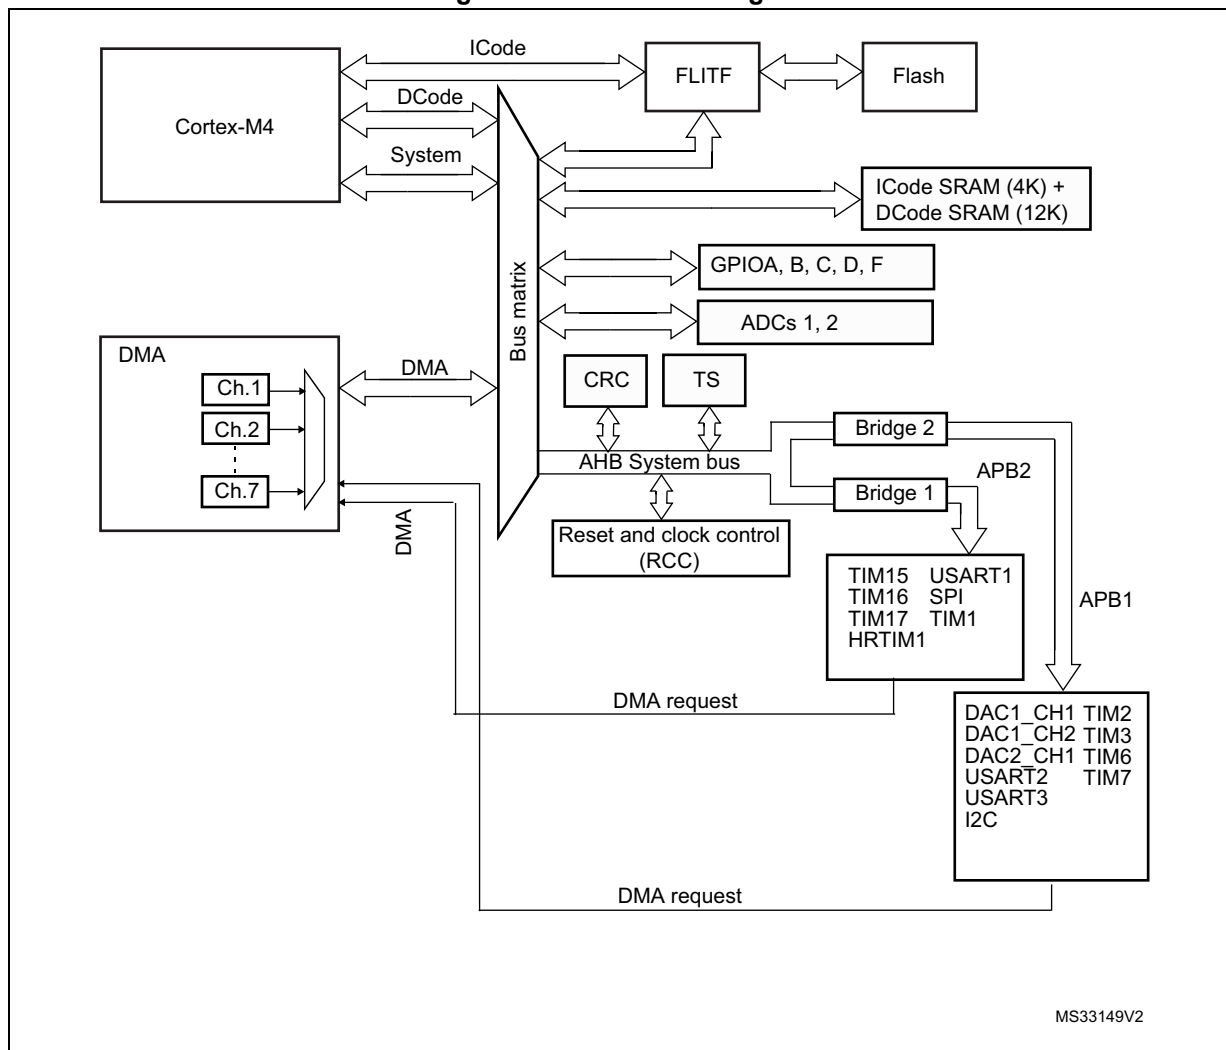 ICode
FLITF
Flash
DCode
Cortex-M4
System
ICode SRAM (4K) +
DCode SRAM (12K)
GPIOA, B, C, D, F
Bus matrix
ADCs 1, 2
DMA
DMA
CRC
TS
Ch.1
Ch.2
Ch.7
Bridge 2
AHB System bus
APB2
Bridge 1
DMA
Reset and clock control
(RCC)
TIM15 USART1
TIM16 SPI
TIM17 TIM1
HRTIM1
APB1
DMA request
DAC1_CH1 TIM2
DAC1_CH2 TIM3
DAC2_CH1 TIM6
USART2 TIM7
USART3
I2C
DMA request
MS33149V2